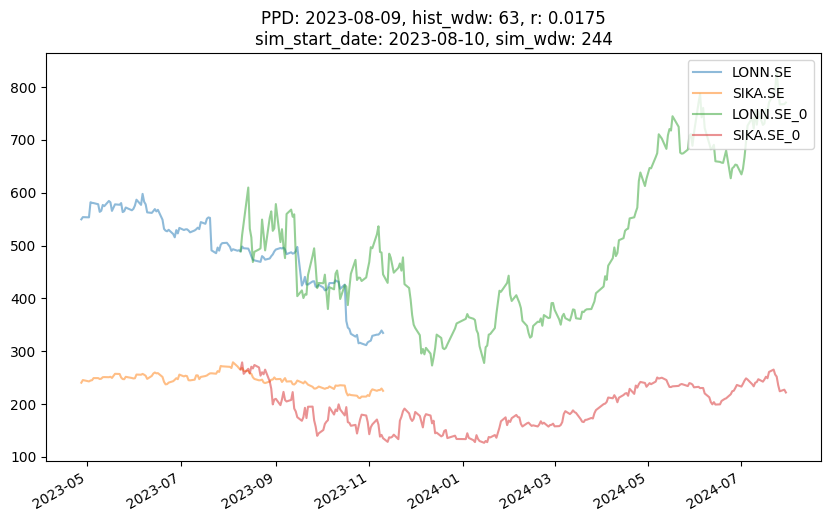 PPD: 2023-08-09, hist_wdw: 63, r: 0.0175
sim_start_date: 2023-08-10, sim_wdw: 244
LONN.SE
SIKA.SE
LONN.SE_0
SIKA.SE_0
800
700
600
500
400
300
200
100
2023-05
2023-07
2023-09
2023-11
2024-01
2024-03
2024-05
2024-07